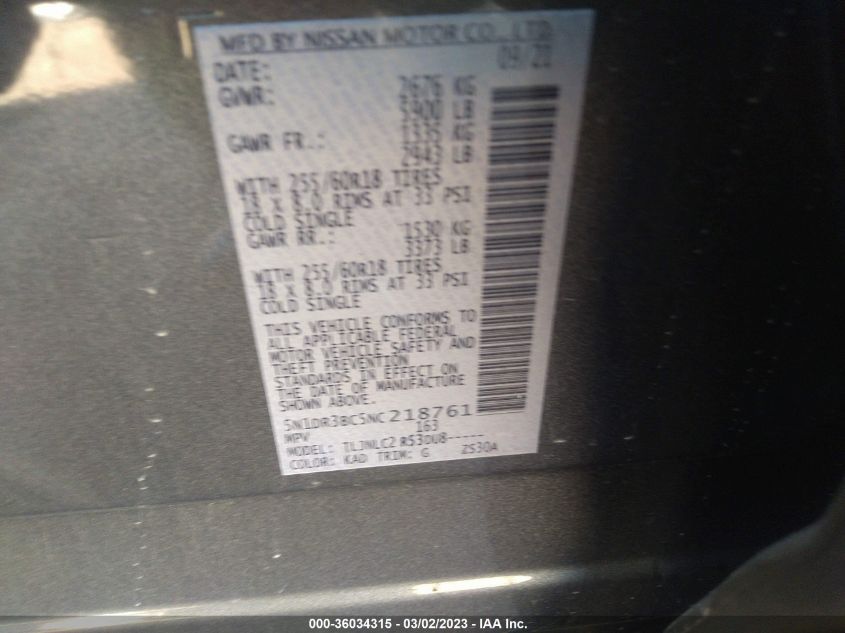 MFD BY NISSAN MOTOR CO., LTD
DATE: 09/21
GVWR: 2676 KG
5900 LB
GAWR FR.: 1335 KG
2943 LB
WITH 255/60R18 TIRES
18 X 8.0 RIMS AT 33 PSI
COLD SINGLE
GAWR RR.: 1530 KG
3373 LB
WITH 255/60R18 TIRES
18 X 8.0 RIMS AT 33 PSI
COLD SINGLE
THIS VEHICLE CONFORMS TO
ALL APPLICABLE FEDERAL
MOTOR VEHICLE SAFETY AND
THEFT PREVENTION
STANDARDS IN EFFECT ON
THE DATE OF MANUFACTURE
SHOWN ABOVE.
5N1DR3BC5NC218761
MPV 163
MODEL: TLJNLC2 R53DU8-----
COLOR: KAD TRIM: G ZS30A
000-36034315 - 03/02/2023 - IAA Inc.